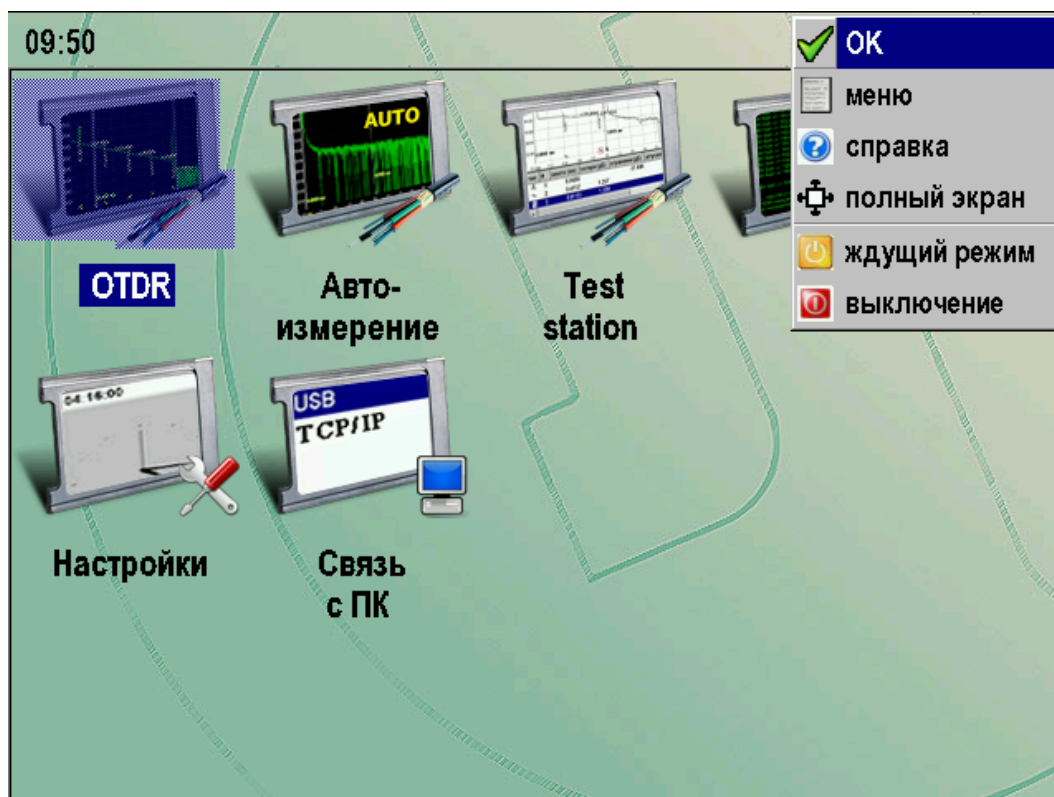 09:50
OK
меню
справка
полный экран
ждущий режим
выключение
AUTO
OTDR
Авто-
измерение
Test
station
04:16:00
USB
TCP/IP
Настройки
Связь
с ПК